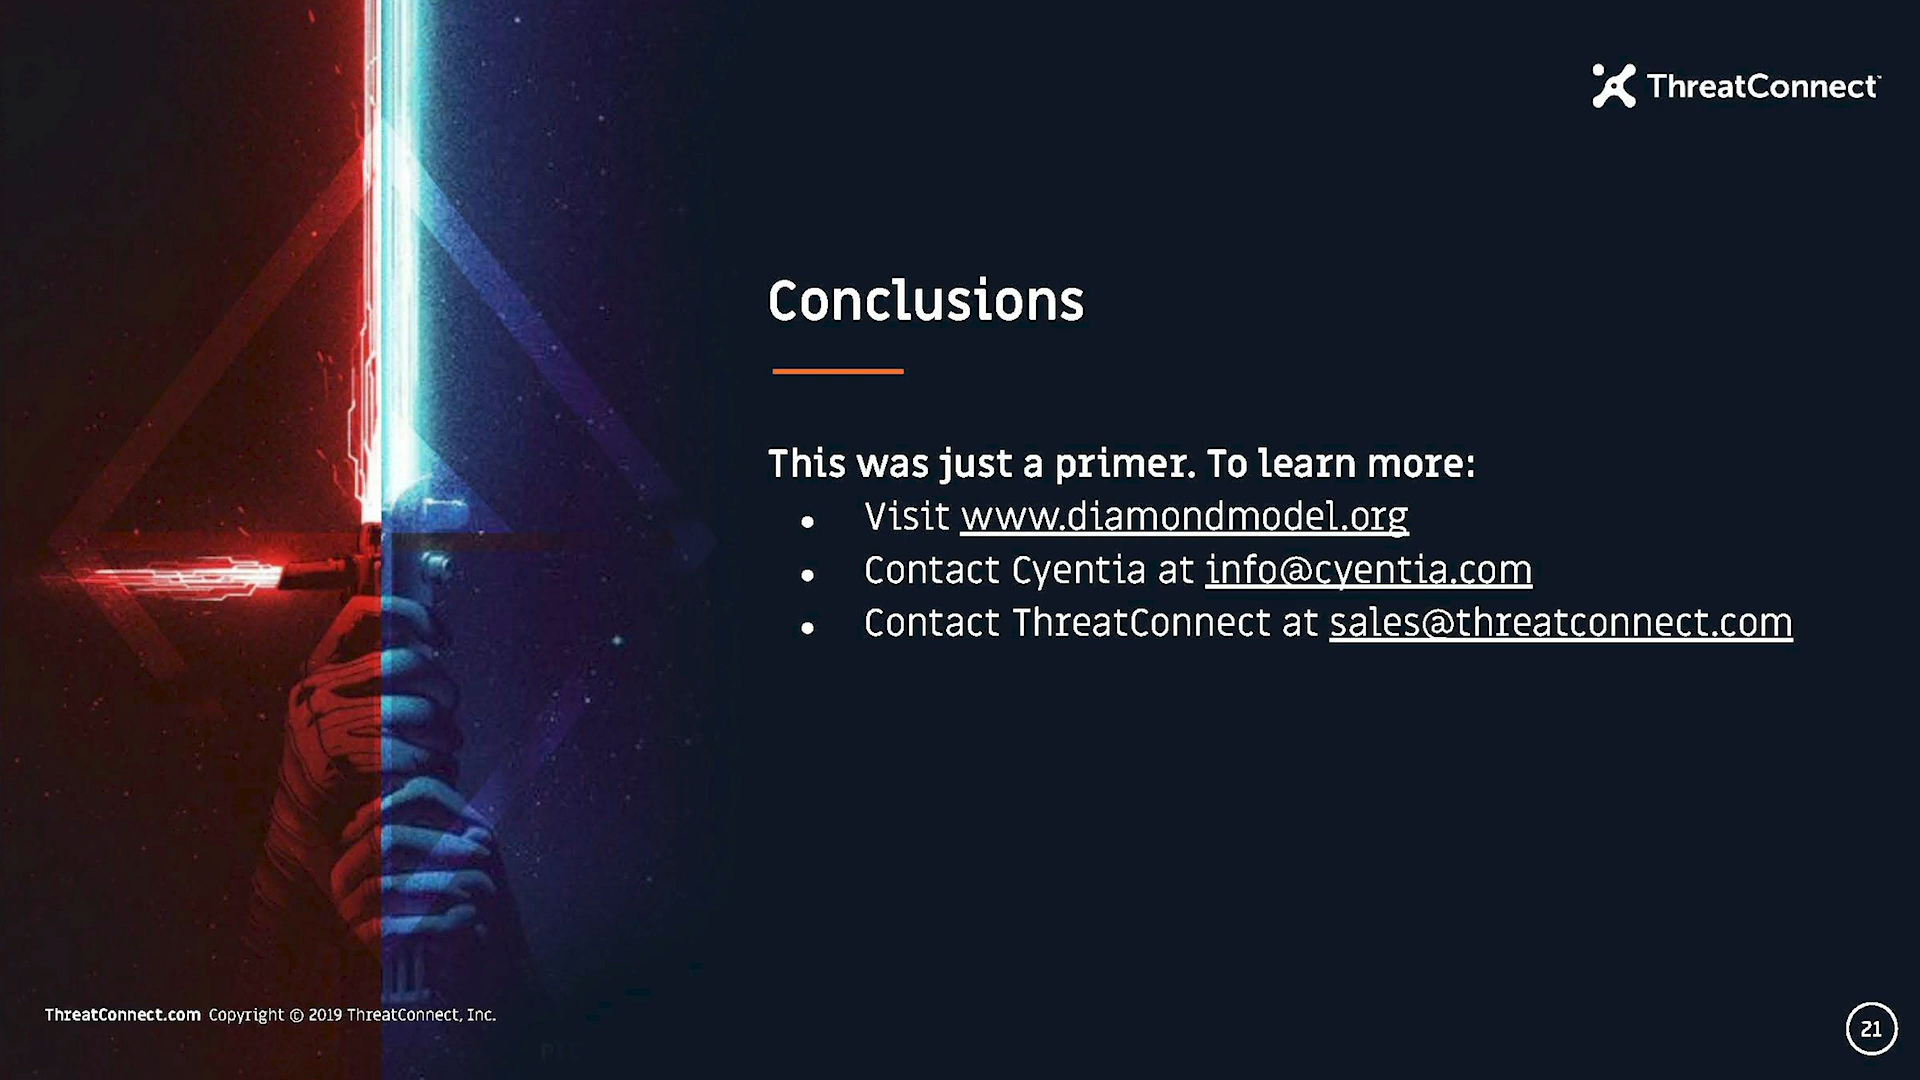 ThreatConnect™
Conclusions
This was just a primer. To learn more:
• Visit www.diamondmodel.org
• Contact Cyentia at info@cyentia.com
• Contact ThreatConnect at sales@threatconnect.com
ThreatConnect.com Copyright © 2019 ThreatConnect, Inc.
21